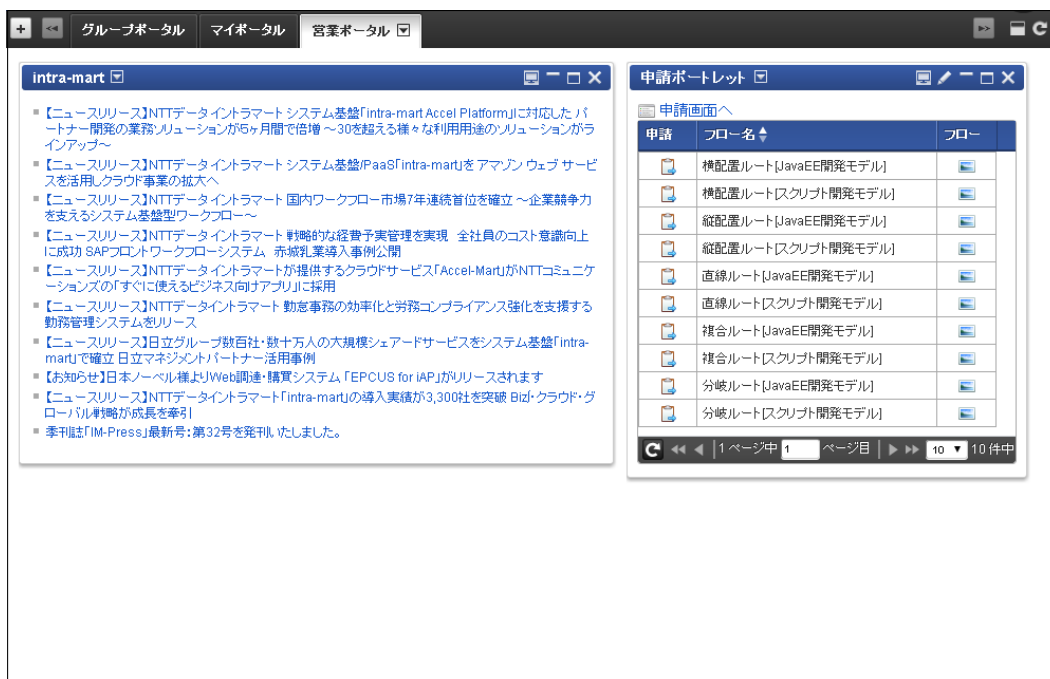 グループポータル マイポータル 営業ポータル
intra-mart
【ニュースリリース】NTTデータイントラマート システム基盤「intra-mart Accel Platform」に対応した パ
ートナー開発の業務ソリューションが5ヶ月間で倍増 ～30を超える様々な利用用途のソリューションがラ
インアップ～
【ニュースリリース】NTTデータイントラマート システム基盤/PaaS「intra-mart」を アマゾン ウェブ サービ
スを活用しクラウド事業の拡大へ
【ニュースリリース】NTTデータイントラマート 国内ワークフロー市場7年連続首位を確立 ～企業競争力
を支えるシステム基盤型ワークフロー～
【ニュースリリース】NTTデータイントラマート 戦略的な経費予実管理を実現 全社員のコスト意識向上
に成功 SAPフロントワークフローシステム 赤城乳業導入事例公開
【ニュースリリース】NTTデータイントラマートが提供するクラウドサービス「Accel-Mart」がNTTコミュニケ
ーションズの「すぐに使えるビジネス向けアプリ」に採用
【ニュースリリース】NTTデータイントラマート 勤怠事務の効率化と労務コンプライアンス強化を支援する
勤務管理システムをリリース
【ニュースリリース】日立グループ数百社・数十万人の大規模シェアードサービスをシステム基盤「intra-
mart」で確立 日立マネジメントパートナー活用事例
【お知らせ】日本ノーベル様よりWeb調達・購買システム 「EPCUS for iAP」がリリースされます
【ニュースリリース】NTTデータイントラマート「intra-mart」の導入実績が3,300社を突破 Biz∫・クラウド・グ
ローバル戦略が成長を牽引
季刊誌「IM-Press」最新号：第32号を発刊いたしました。
申請ポートレット
申請画面へ
申請 フロー名 フロー
横配置ルート[JavaEE開発モデル]
横配置ルート[スクリプト開発モデル]
縦配置ルート[JavaEE開発モデル]
縦配置ルート[スクリプト開発モデル]
直線ルート[JavaEE開発モデル]
直線ルート[スクリプト開発モデル]
複合ルート[JavaEE開発モデル]
複合ルート[スクリプト開発モデル]
分岐ルート[JavaEE開発モデル]
分岐ルート[スクリプト開発モデル]
1 ページ中 1 ページ目 10 10 件中